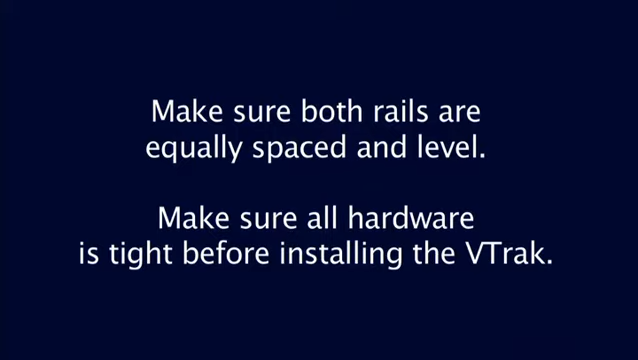 Make sure both rails are
equally spaced and level.
Make sure all hardware
is tight before installing the VTrak.